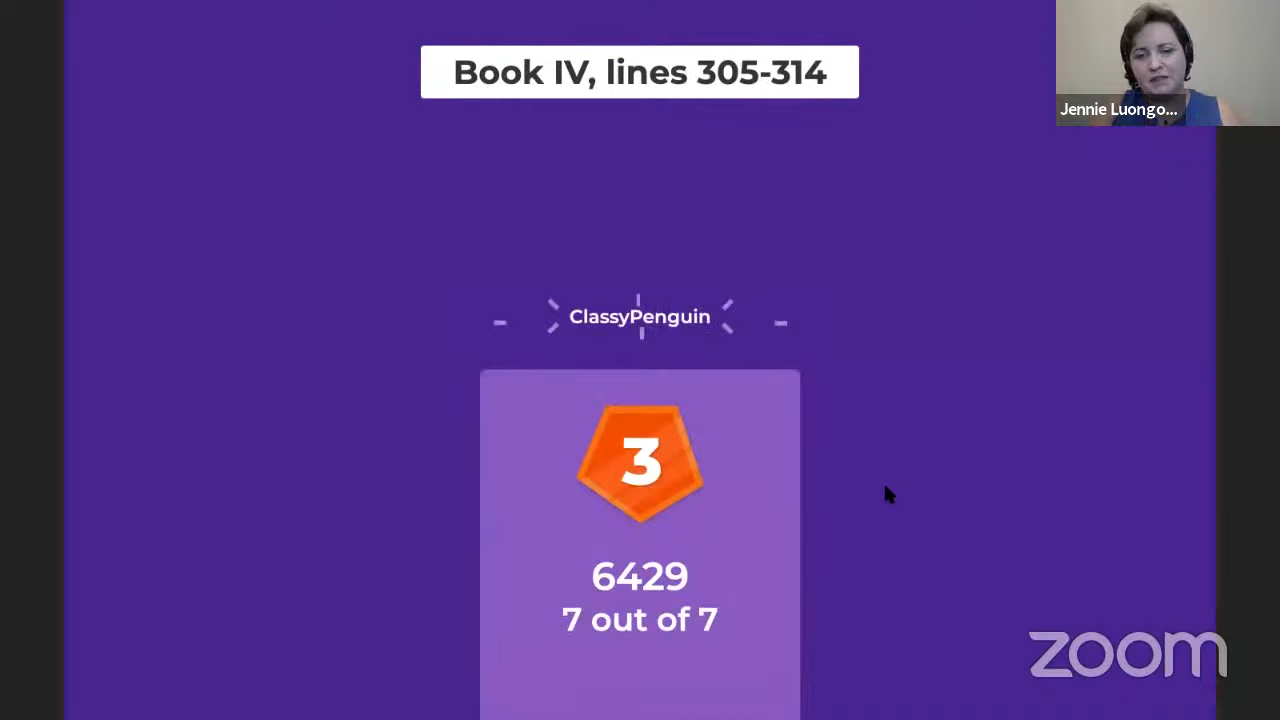 Book IV, lines 305-314
Jennie Luongo...
ClassyPenguin
3
6429
7 out of 7
zoom